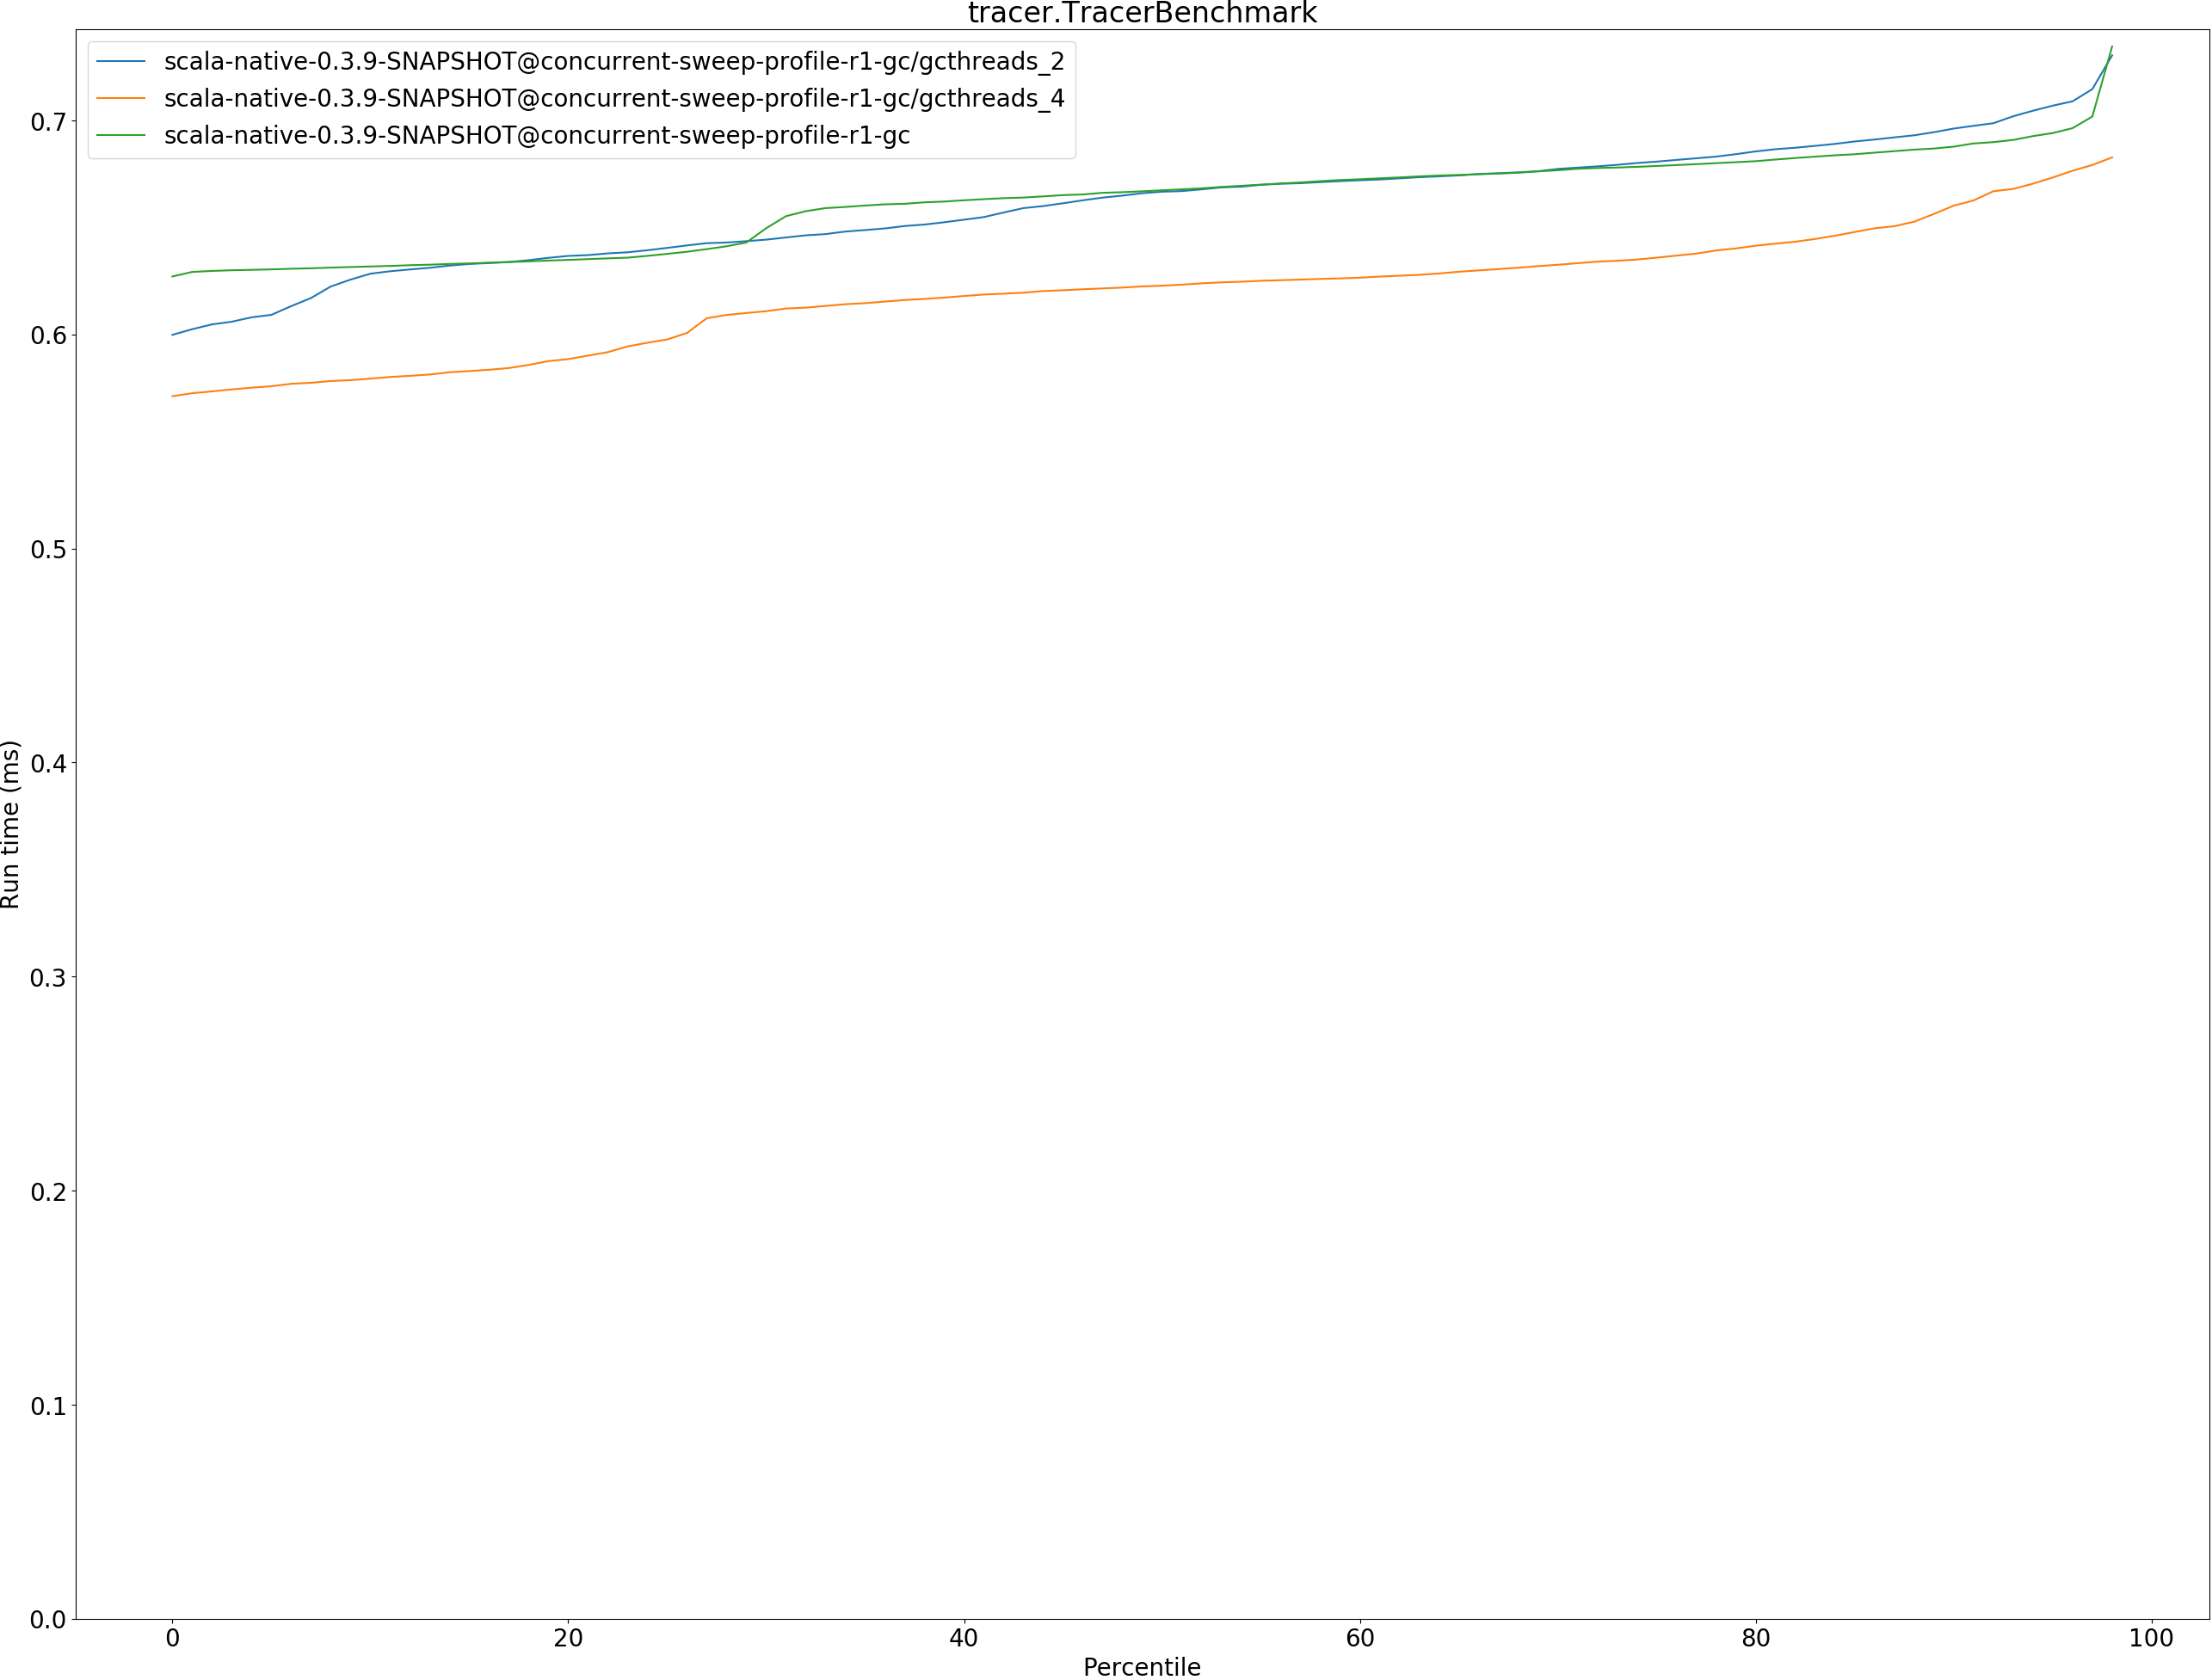 tracer.TracerBenchmark
scala-native-0.3.9-SNAPSHOT@concurrent-sweep-profile-r1-gc/gcthreads_2
scala-native-0.3.9-SNAPSHOT@concurrent-sweep-profile-r1-gc/gcthreads_4
scala-native-0.3.9-SNAPSHOT@concurrent-sweep-profile-r1-gc
0.7
0.6
0.5
0.4
0.3
0.2
0.1
0.0
Run time (ms)
0 20 40 60 80 100
Percentile